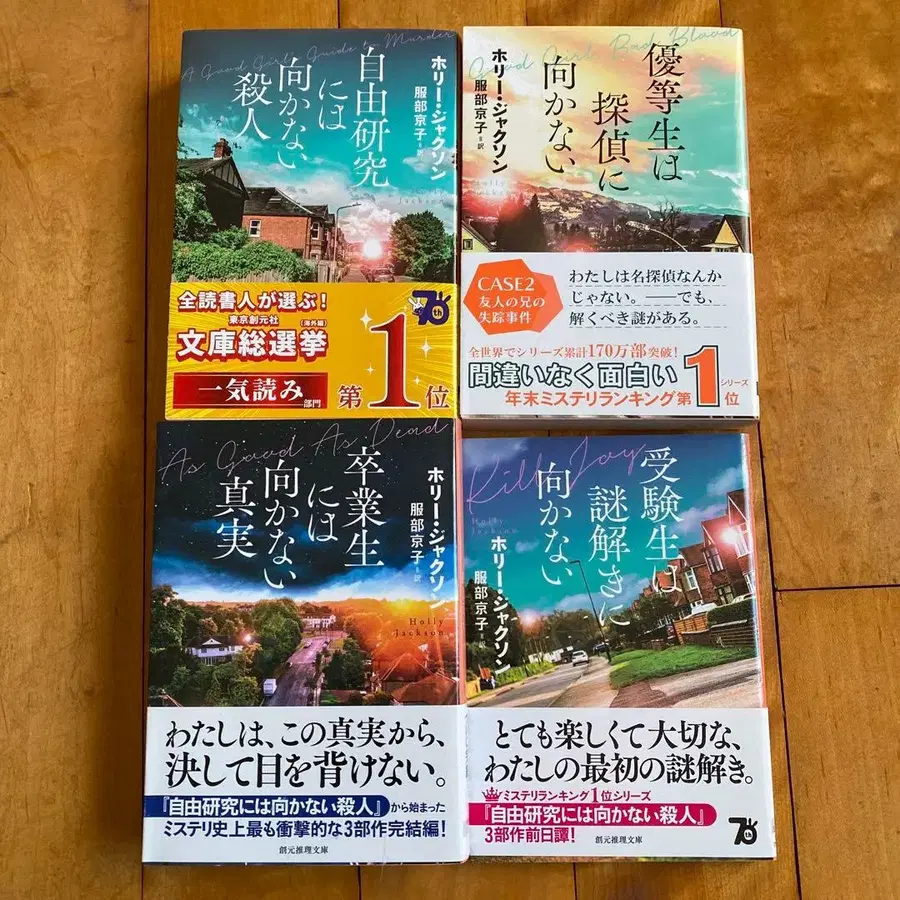 A Good Girl's Guide to Murder
自由研究
には
向かない
殺人
ホリー・ジャクソン
服部京子=訳
Jackson
全読書人が選ぶ!
東京創元社
(海外編)
文庫総選挙
一気読み
部門
第1位
70th
Good Girl, Bad Blood
優等生は
探偵に
向かない
ホリー・ジャクソン
服部京子=訳
Holly
Jackson
CASE2
友人の兄の
失踪事件
わたしは名探偵なんか
じゃない。――でも、
解くべき謎がある。
全世界でシリーズ累計170万部突破!
間違いなく面白い
年末ミステリランキング第1位
シリーズ
As Good As Dead
卒業生
には
向かない
真実
ホリー・ジャクソン
服部京子=訳
Holly
Jackson
わたしは、この真実から、
決して目を背けない。
『自由研究には向かない殺人』から始まった
ミステリ史上最も衝撃的な3部作完結編!
創元推理文庫
Kill Joy
受験生は
謎解きに
向かない
Holly
Jackson
ホリー・ジャクソン
服部京子=訳
とても楽しくて大切な、
わたしの最初の謎解き。
ミステリランキング1位シリーズ
『自由研究には向かない殺人』
3部作前日譚!
創元推理文庫
70th